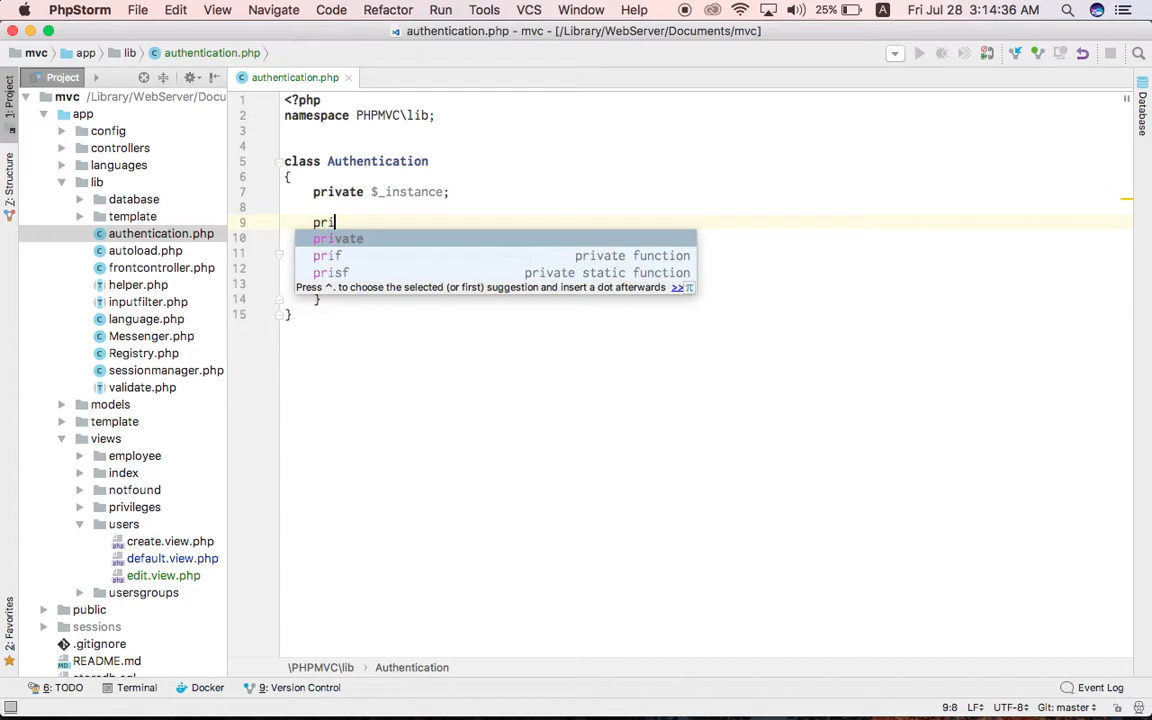 PhpStorm File Edit View Navigate Code Refactor Run Tools VCS Window Help 25% A Fri Jul 28 3:14:36 AM
authentication.php - mvc - [/Library/WebServer/Documents/mvc]
mvc app lib authentication.php
Project authentication.php
1: Project
Z: Structure
2: Favorites
Database
mvc /Library/WebServer/Docu
app
config
controllers
languages
lib
database
template
authentication.php
autoload.php
frontcontroller.php
helper.php
inputfilter.php
language.php
Messenger.php
Registry.php
sessionmanager.php
validate.php
models
template
views
employee
index
notfound
privileges
users
create.view.php
default.view.php
edit.view.php
usersgroups
public
sessions
.gitignore
README.md
1 <?php
2 namespace PHPMVC\lib;
3
4
5 class Authentication
6 {
7 private $_instance;
8
9 pri
10 private
11 prif private function
12 prisf private static function
13 Press ^. to choose the selected (or first) suggestion and insert a dot afterwards >> π
14 }
15 }
\PHPMVC\lib › Authentication
6: TODO Terminal Docker 9: Version Control Event Log
9:8 LF UTF-8 Git: master